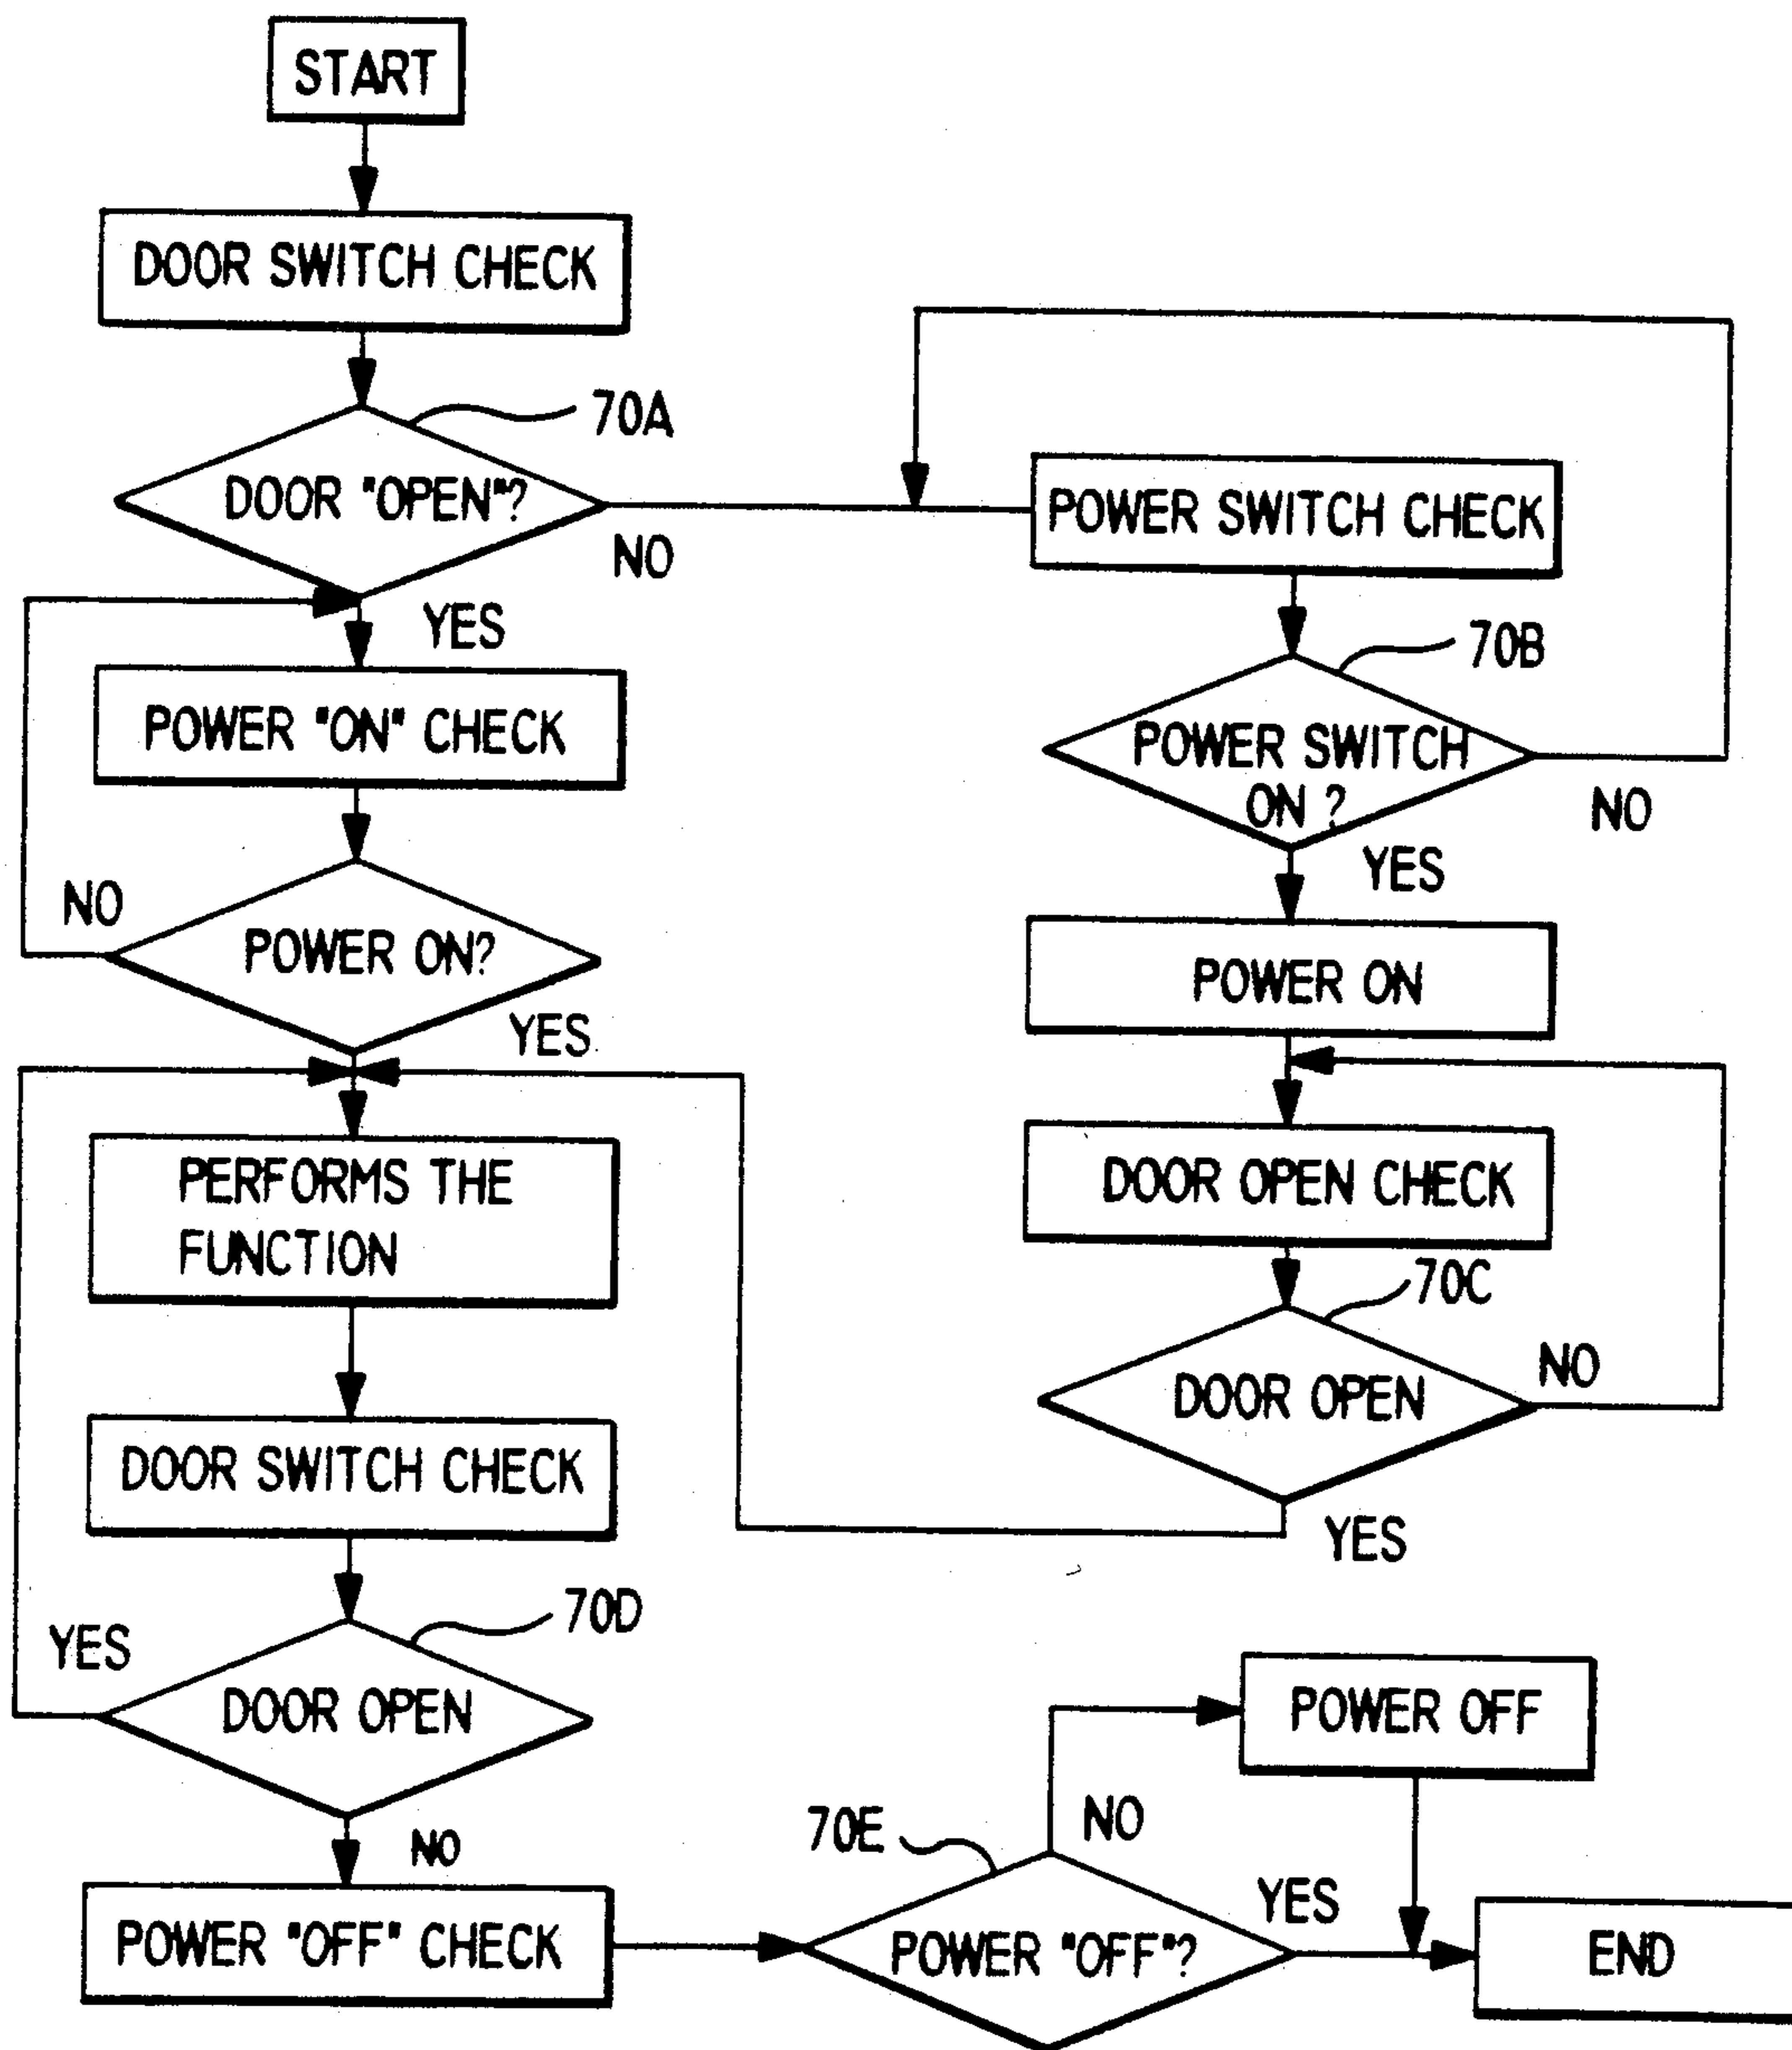 START
DOOR SWITCH CHECK
70A
DOOR "OPEN"?
NO
YES
POWER SWITCH CHECK
70B
POWER SWITCH
ON ?
NO
YES
POWER "ON" CHECK
NO
POWER ON?
YES
POWER ON
PERFORMS THE
FUNCTION
DOOR OPEN CHECK
70C
DOOR OPEN
NO
YES
DOOR SWITCH CHECK
70D
YES
DOOR OPEN
NO
POWER "OFF" CHECK
70E
NO
POWER "OFF"?
YES
POWER OFF
END